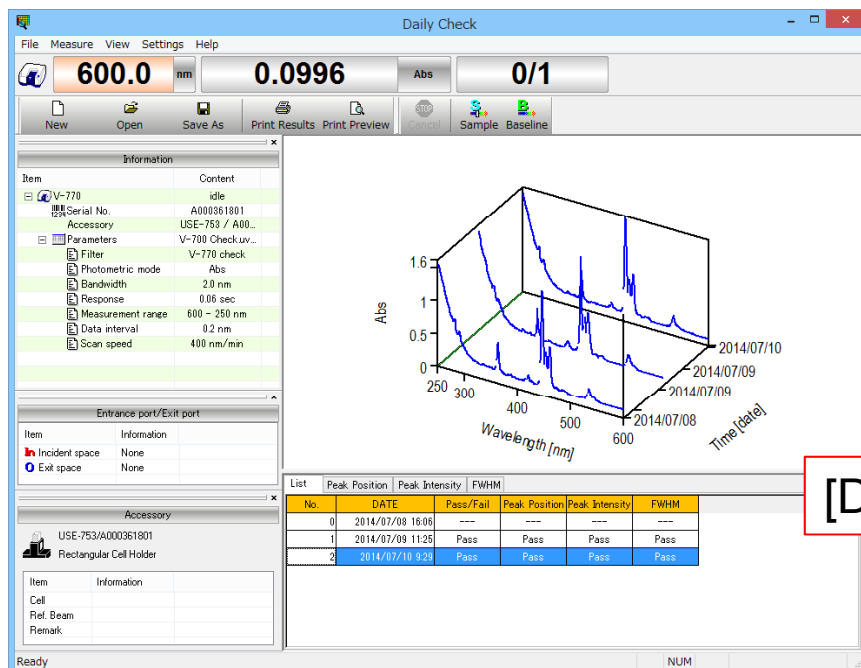 Daily Check
File Measure View Settings Help
600.0 nm 0.0996 Abs 0/1
New Open Save As Print Results Print Preview Cancel Sample Baseline
Information
Item Content
V-770 idle
Serial No. A000361801
Accessory USE-753 / A00...
Parameters V-700 Check.uv...
Filter V-770 check
Photometric mode Abs
Bandwidth 2.0 nm
Response 0.06 sec
Measurement range 600 - 250 nm
Data interval 0.2 nm
Scan speed 400 nm/min
Entrance port/Exit port
Item Information
In Incident space None
Exit space None
Accessory
USE-753/A000361801
Rectangular Cell Holder
Item Information
Cell
Ref. Beam
Remark
Abs
1.6
1
0.5
0
250 300 400 500 600
Wavelength [nm]
2014/07/10
2014/07/09
2014/07/09
2014/07/08
Time [date]
List Peak Position Peak Intensity FWHM
No. DATE Pass/Fail Peak Position Peak Intensity FWHM
0 2014/07/08 16:06 --- --- --- ---
1 2014/07/09 11:25 Pass Pass Pass Pass
2 2014/07/10 9:29 Pass Pass Pass Pass
[D
Ready NUM